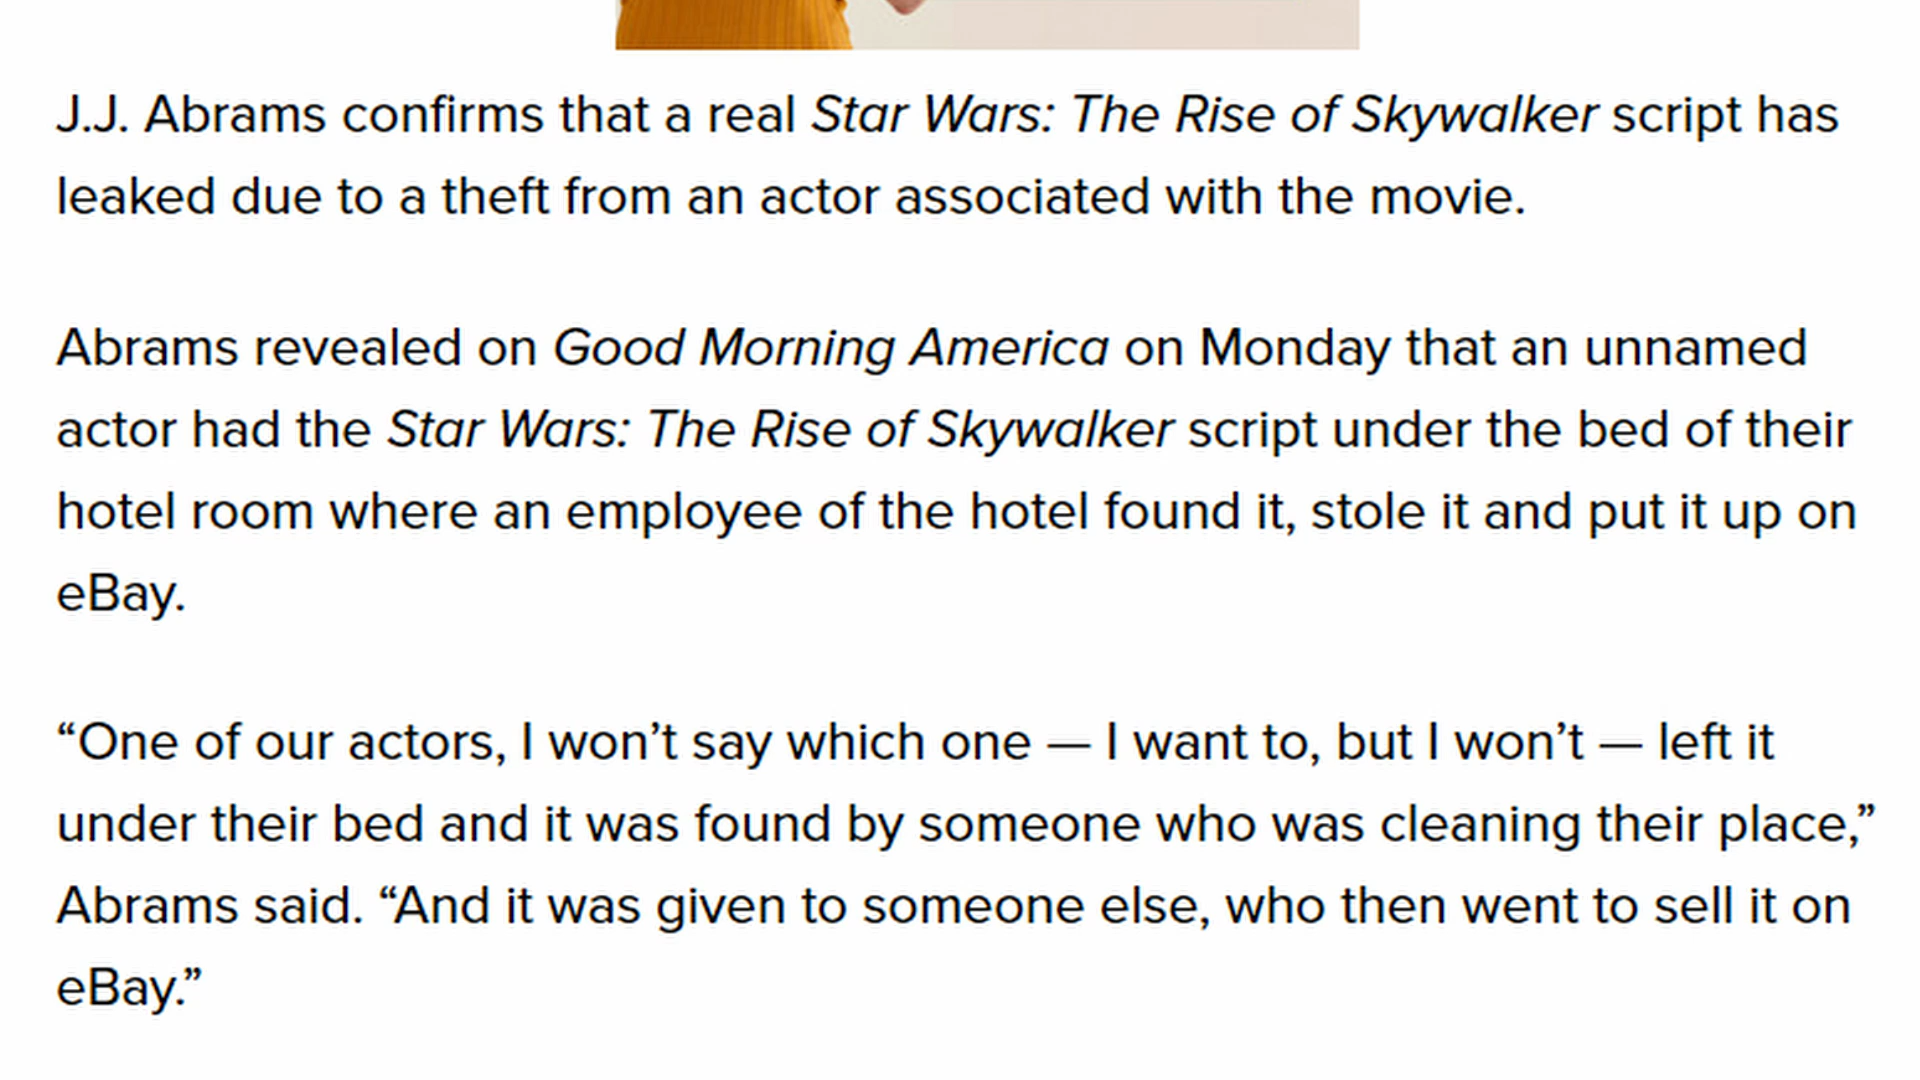 J.J. Abrams confirms that a real Star Wars: The Rise of Skywalker script has
leaked due to a theft from an actor associated with the movie.
Abrams revealed on Good Morning America on Monday that an unnamed
actor had the Star Wars: The Rise of Skywalker script under the bed of their
hotel room where an employee of the hotel found it, stole it and put it up on
eBay.
“One of our actors, I won’t say which one — I want to, but I won’t — left it
under their bed and it was found by someone who was cleaning their place,”
Abrams said. “And it was given to someone else, who then went to sell it on
eBay.”